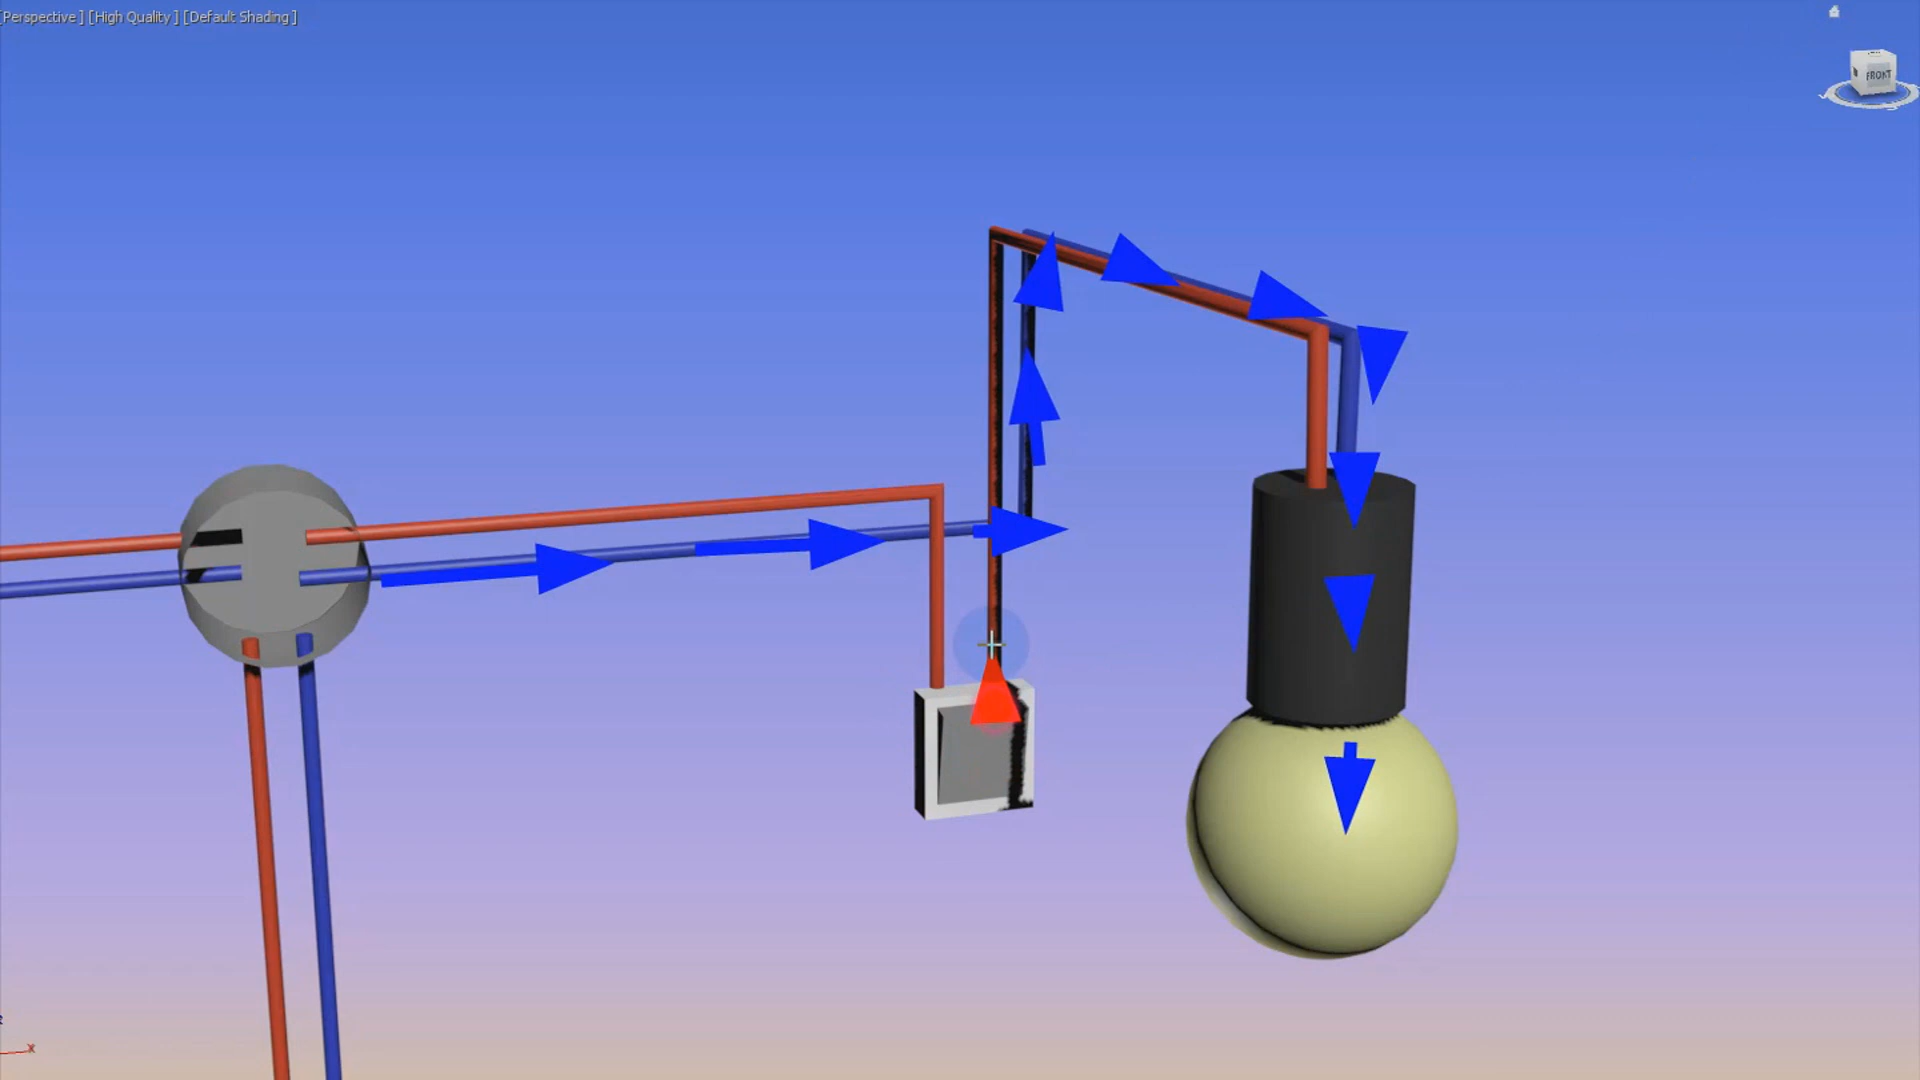 [Perspective ] [High Quality ] [Default Shading ]
FRONT
x